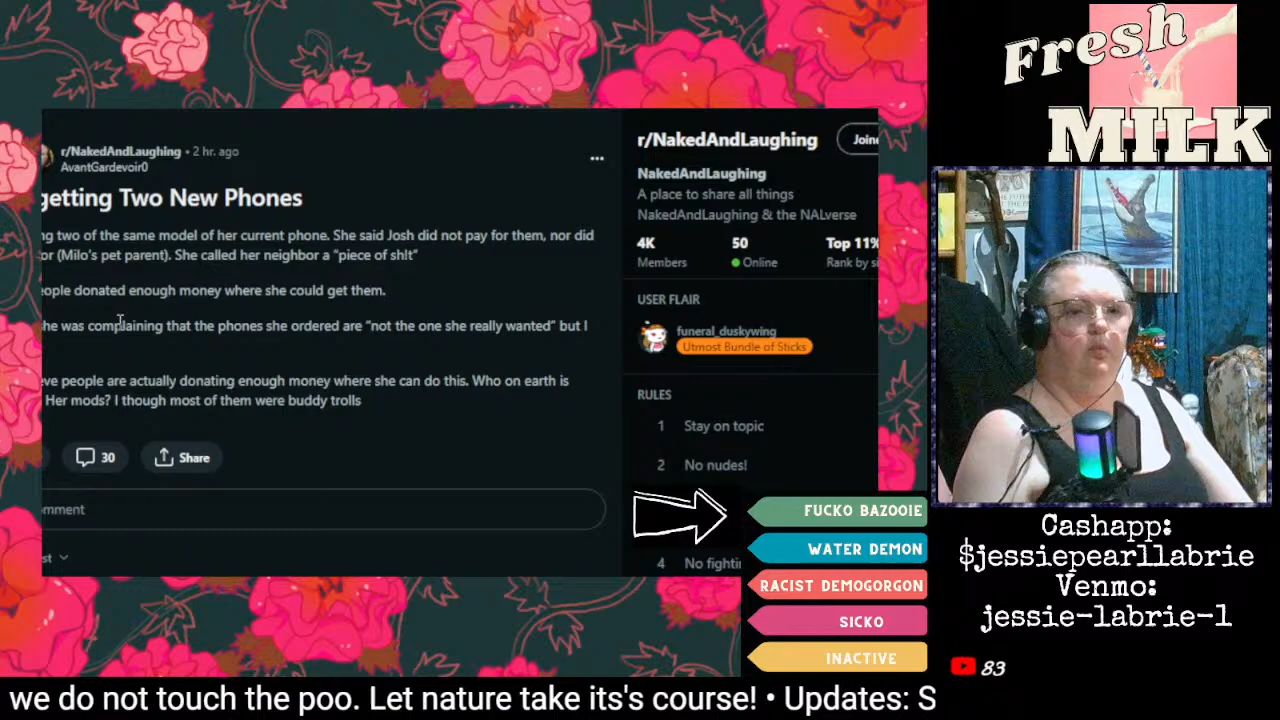 Fresh
MILK
r/NakedAndLaughing • 2 hr. ago
AvantGardevoir0
getting Two New Phones
ng two of the same model of her current phone. She said Josh did not pay for them, nor did
or (Milo's pet parent). She called her neighbor a "piece of sh!t"
eople donated enough money where she could get them.
he was complaining that the phones she ordered are "not the one she really wanted" but I
eve people are actually donating enough money where she can do this. Who on earth is
Her mods? I though most of them were buddy trolls
30
Share
omment
st
r/NakedAndLaughing
Joine
NakedAndLaughing
A place to share all things
NakedAndLaughing & the NALverse
4K 50 Top 11%
Members Online Rank by si
USER FLAIR
funeral_duskywing
Utmost Bundle of Sticks
RULES
1 Stay on topic
2 No nudes!
4 No fightin
FUCKO BAZOOIE
WATER DEMON
RACIST DEMOGORGON
SICKO
INACTIVE
Cashapp:
$jessiepearllabrie
Venmo:
jessie-labrie-1
83
we do not touch the poo. Let nature take its's course! • Updates: S